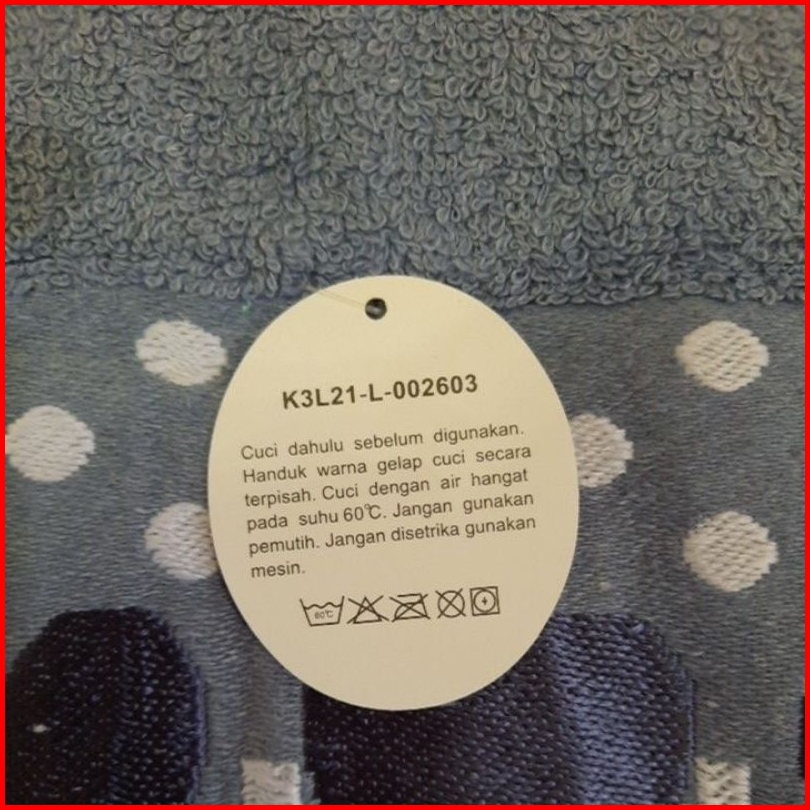 K3L21-L-002603
Cuci dahulu sebelum digunakan.
Handuk warna gelap cuci secara
terpisah. Cuci dengan air hangat
pada suhu 60℃. Jangan gunakan
pemutih. Jangan disetrika gunakan
mesin.
60℃